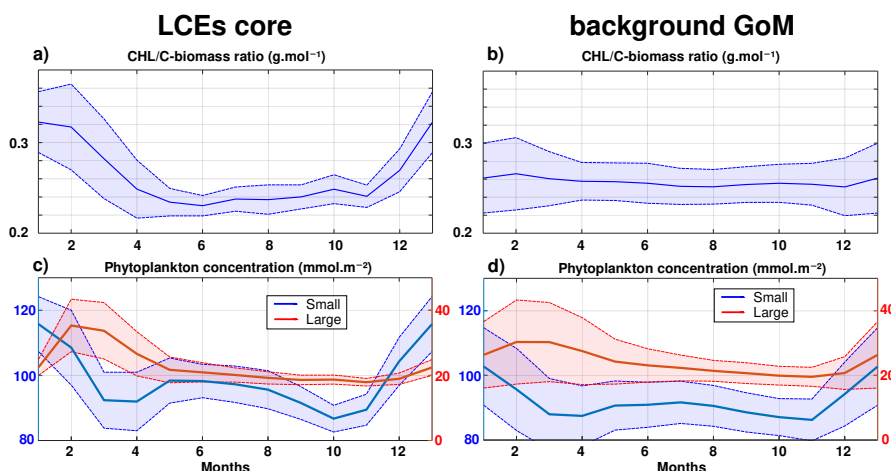 LCEs core
background GoM
a)
CHL/C-biomass ratio (g.mol⁻¹)
b)
CHL/C-biomass ratio (g.mol⁻¹)
0.3
0.2
2 4 6 8 10 12
0.3
0.2
2 4 6 8 10 12
c)
Phytoplankton concentration (mmol.m⁻²)
d)
Phytoplankton concentration (mmol.m⁻²)
120
100
80
Small
Large
40
20
0
2 4 6 8 10 12
Months
120
100
80
Small
Large
40
20
0
2 4 6 8 10 12
Months